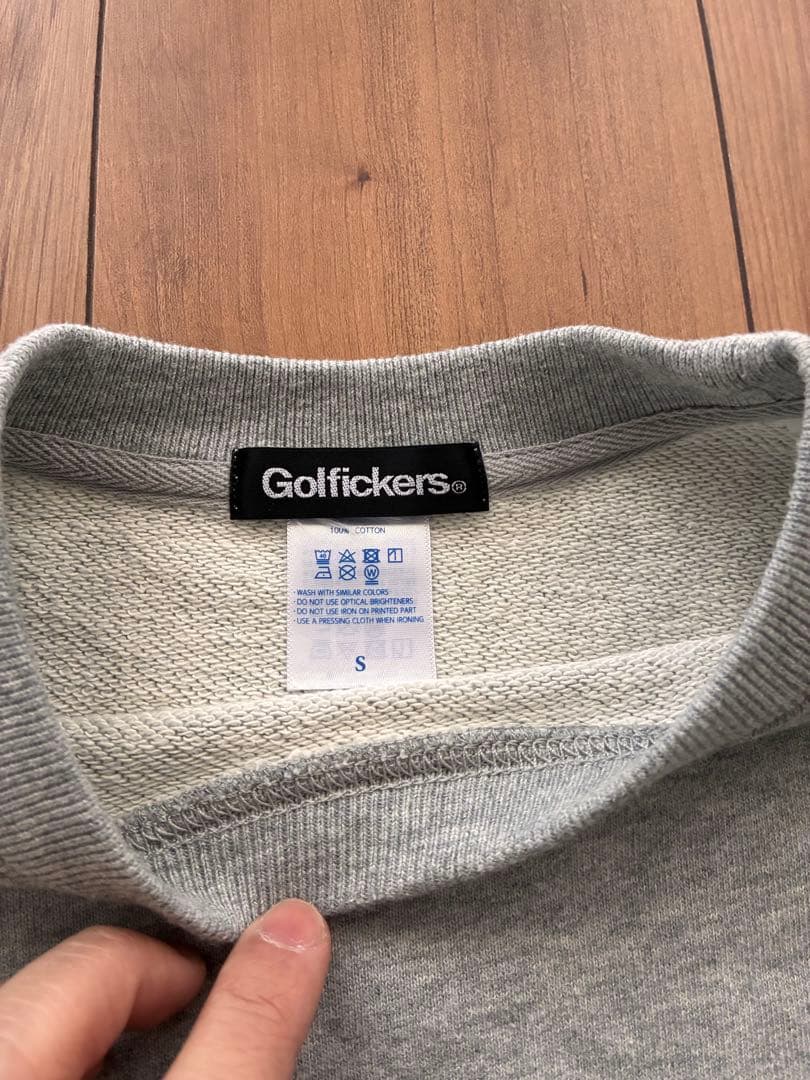 Golfickers®
100% COTTON
40
W
·WASH WITH SIMILAR COLORS
·DO NOT USE OPTICAL BRIGHTENERS
·DO NOT USE IRON ON PRINTED PART
·USE A PRESSING CLOTH WHEN IRONING
S